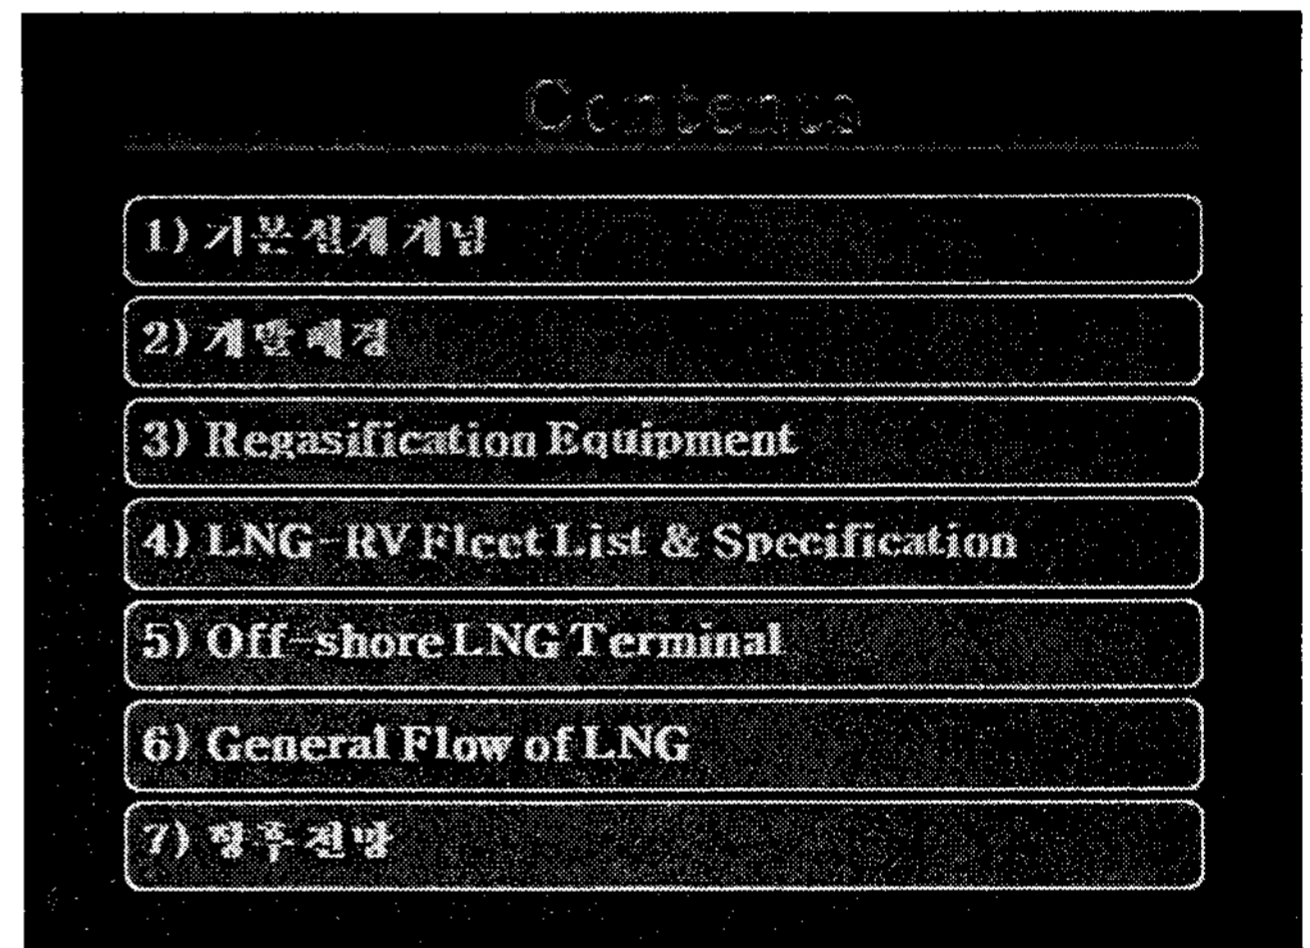 Contents
1) 기본설계 개념
2) 개발배경
3) Regasification Equipment
4) LNG-RV Fleet List & Specification
5) Off-shore LNG Terminal
6) General Flow of LNG
7) 향후전망